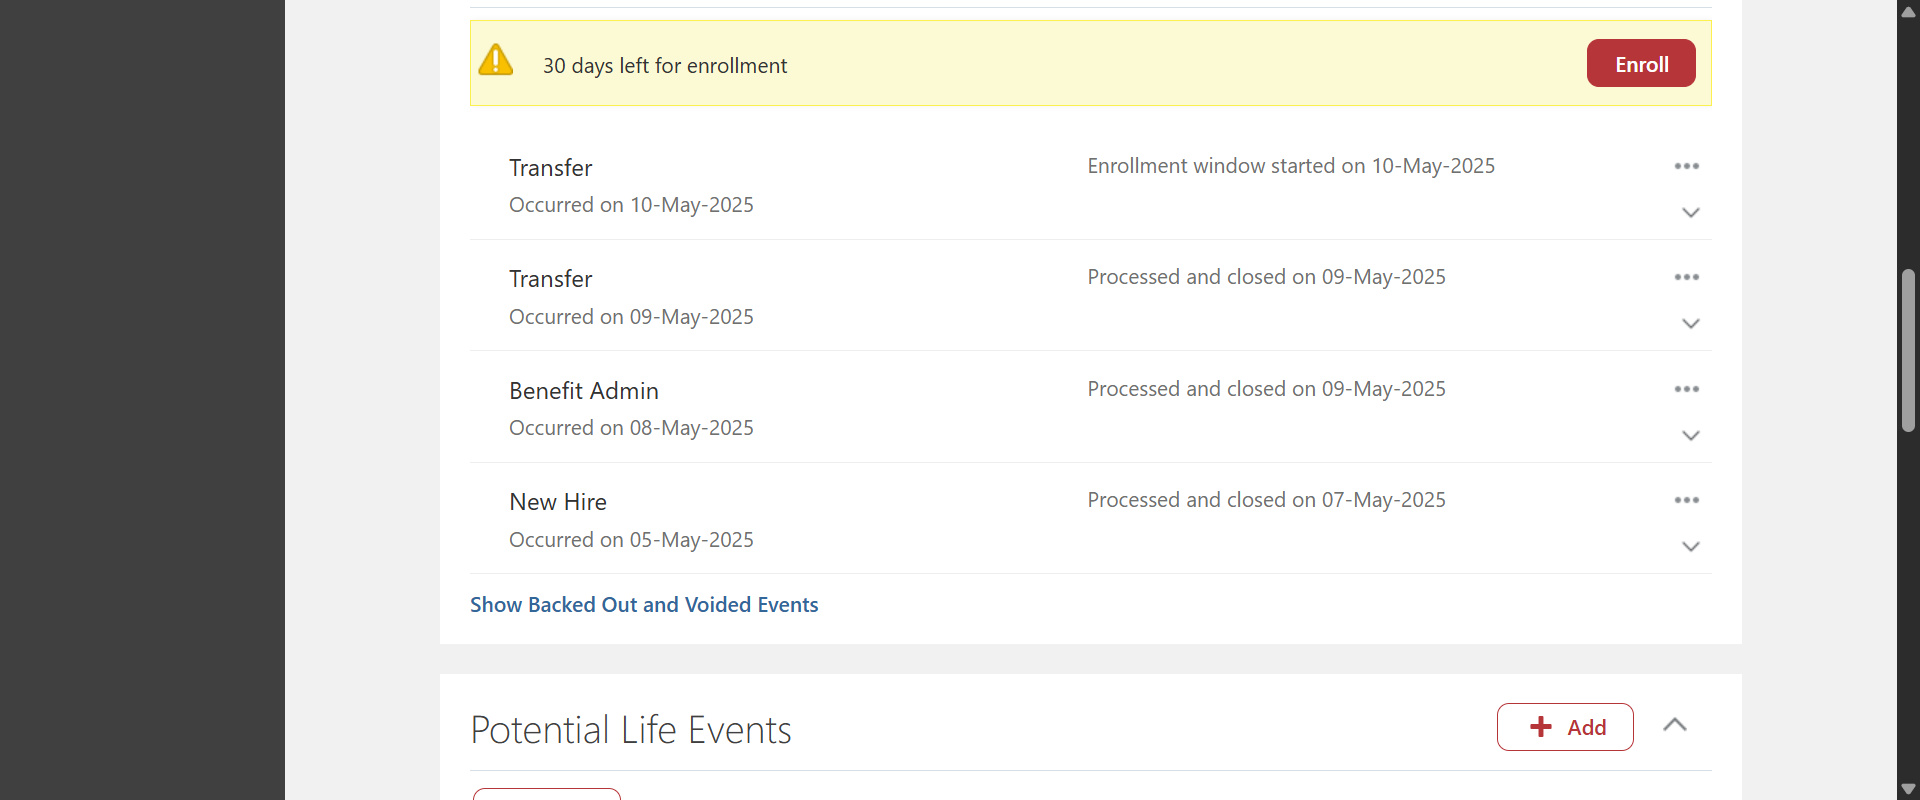 30 days left for enrollment
Enroll
Transfer
Enrollment window started on 10-May-2025
Occurred on 10-May-2025
Transfer
Processed and closed on 09-May-2025
Occurred on 09-May-2025
Benefit Admin
Processed and closed on 09-May-2025
Occurred on 08-May-2025
New Hire
Processed and closed on 07-May-2025
Occurred on 05-May-2025
Show Backed Out and Voided Events
Potential Life Events
Add